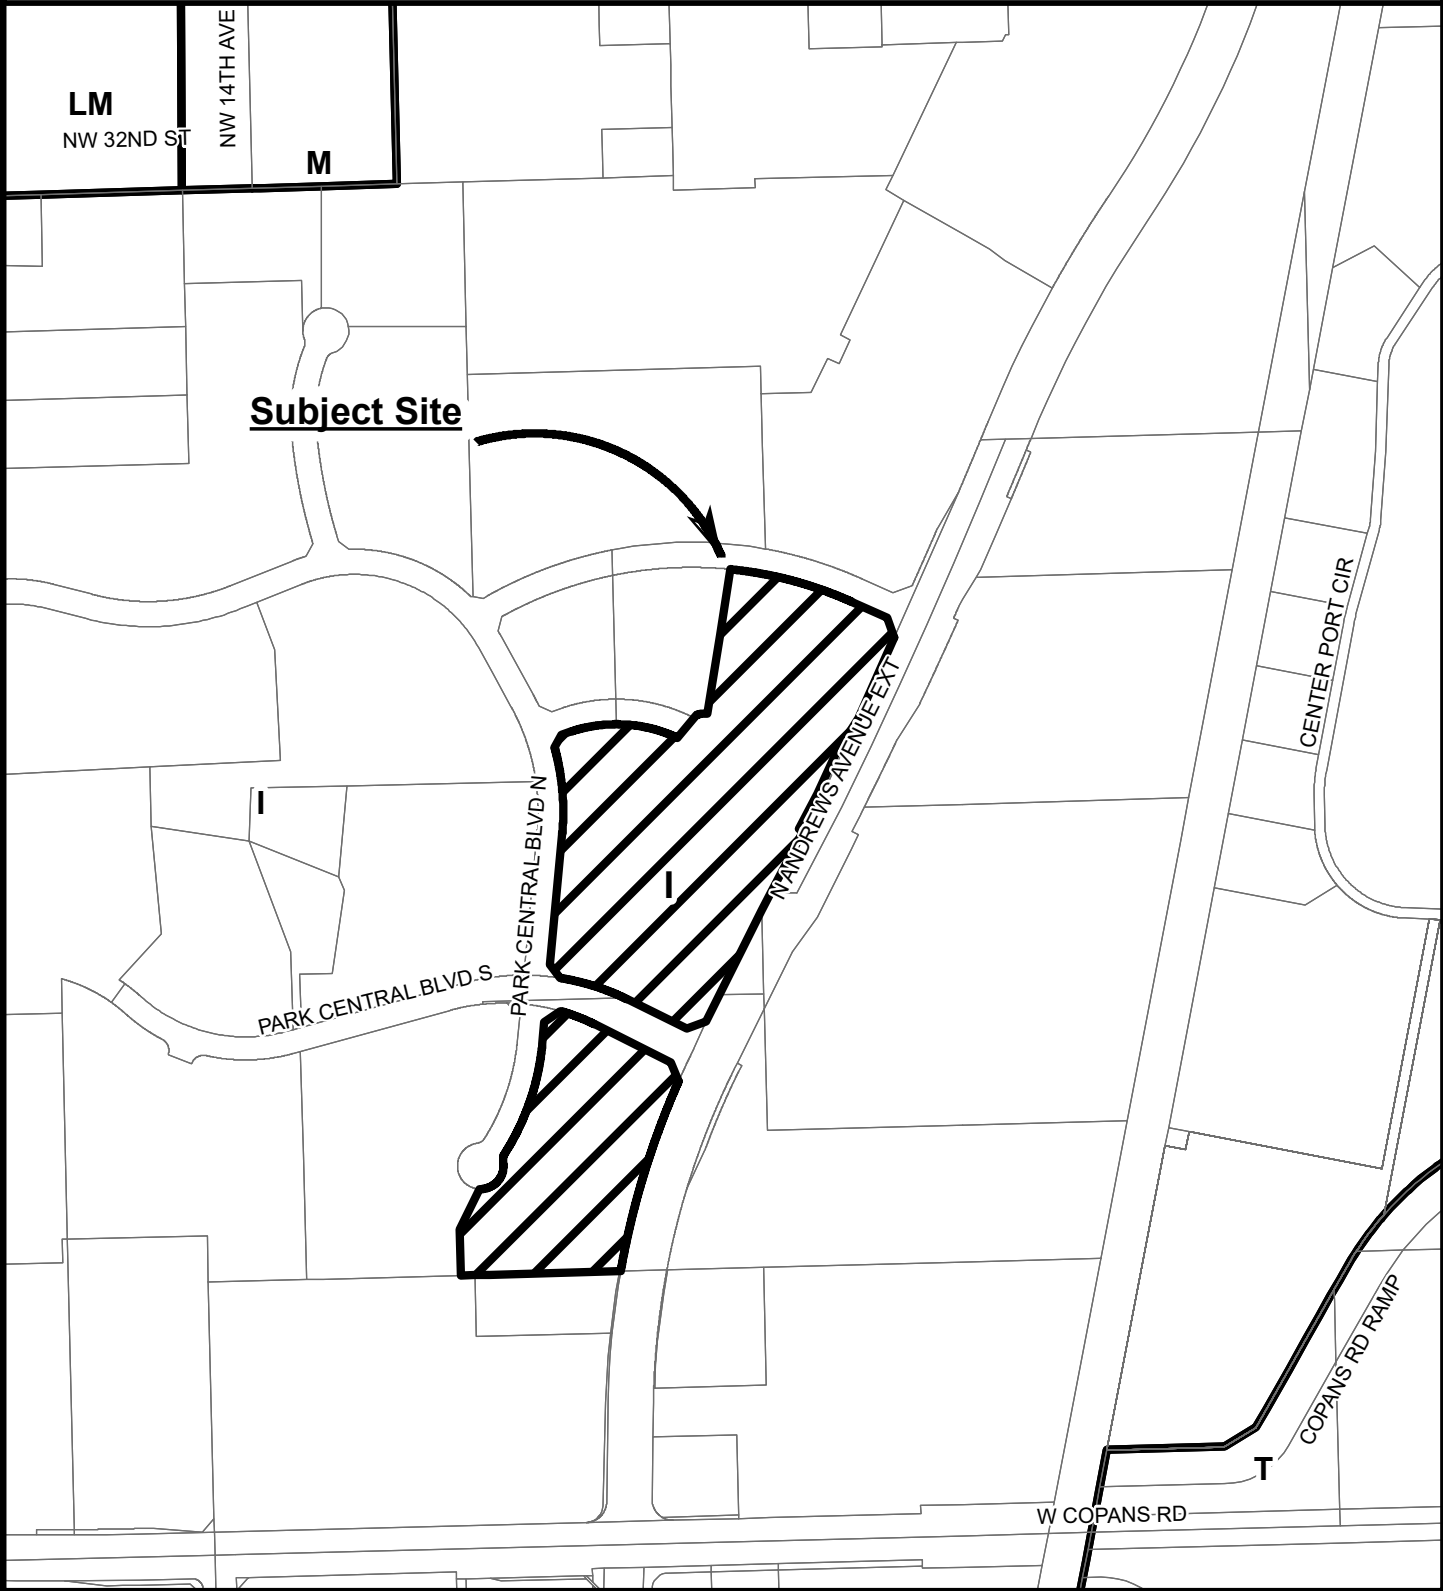 NW 14TH AVE
LM
NW 32ND ST
M
Subject Site
CENTER PORT CIR
N ANDREWS AVENUE EXT
I
PARK CENTRAL BLVD N
I
PARK CENTRAL BLVD S
COPANS RD RAMP
T
W COPANS RD